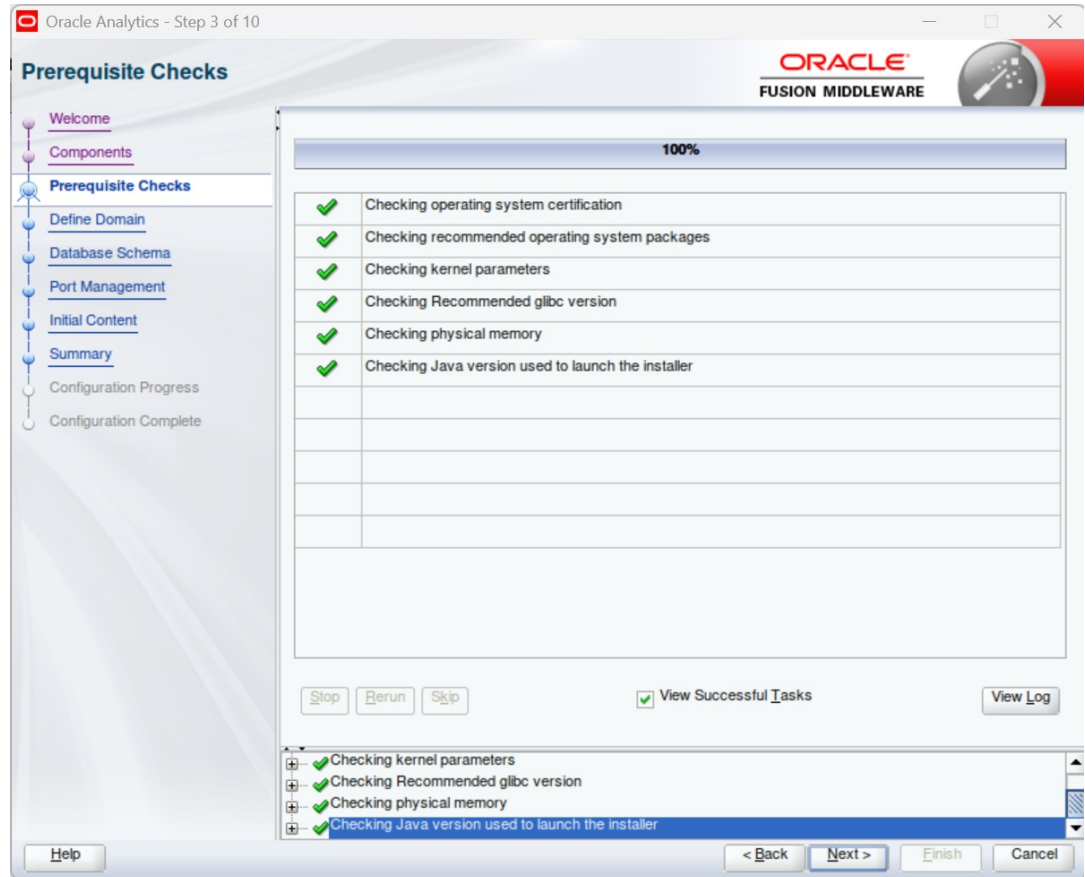 Oracle Analytics - Step 3 of 10
Prerequisite Checks
ORACLE
FUSION MIDDLEWARE
Welcome
Components
Prerequisite Checks
Define Domain
Database Schema
Port Management
Initial Content
Summary
Configuration Progress
Configuration Complete
100%
Checking operating system certification
Checking recommended operating system packages
Checking kernel parameters
Checking Recommended glibc version
Checking physical memory
Checking Java version used to launch the installer
Stop Rerun Skip View Successful Tasks View Log
Checking kernel parameters
Checking Recommended glibc version
Checking physical memory
Checking Java version used to launch the installer
Help < Back Next > Finish Cancel